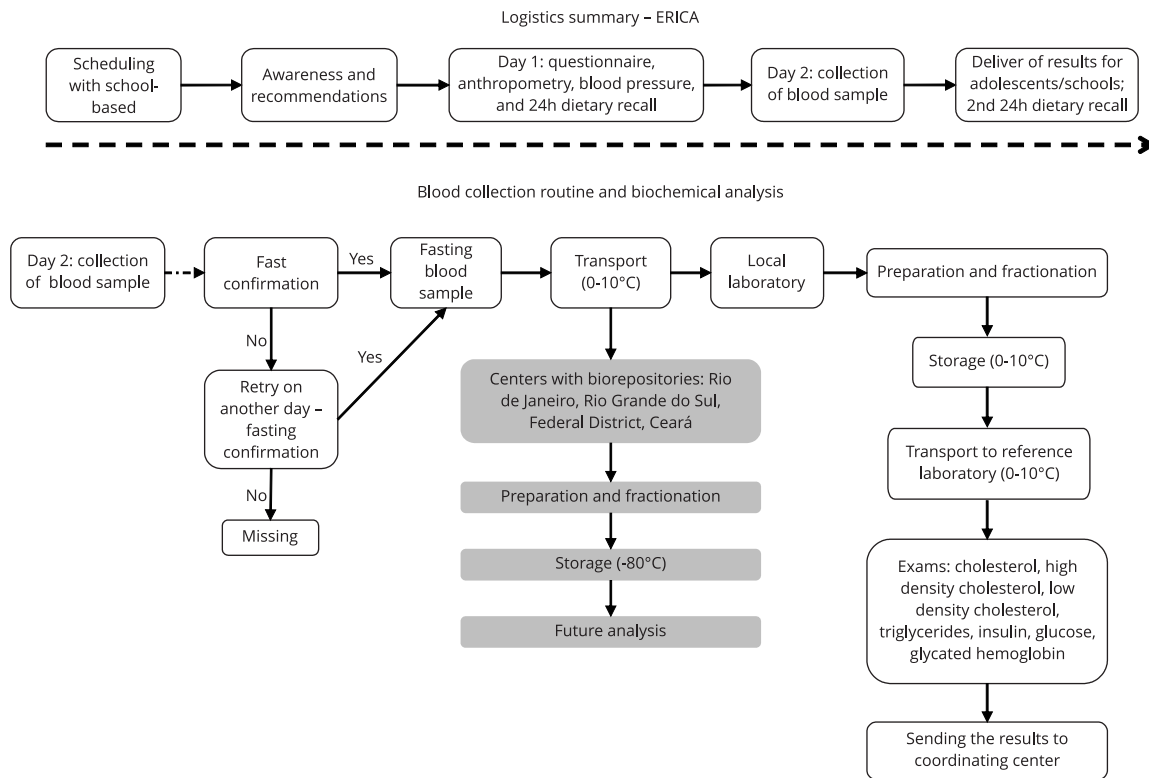 Logistics summary – ERICA
Scheduling
with school-
based
Awareness and
recommendations
Day 1: questionnaire,
anthropometry, blood pressure,
and 24h dietary recall
Day 2: collection
of blood sample
Deliver of results for
adolescents/schools;
2nd 24h dietary recall
Blood collection routine and biochemical analysis
Day 2: collection
of blood sample
Fast
confirmation
Yes
Fasting
blood
sample
Transport
(0-10°C)
Local
laboratory
Preparation and fractionation
No
Yes
Retry on
another day –
fasting
confirmation
No
Missing
Centers with biorepositories: Rio
de Janeiro, Rio Grande do Sul,
Federal District, Ceará
Preparation and fractionation
Storage (-80°C)
Future analysis
Storage (0-10°C)
Transport to reference
laboratory (0-10°C)
Exams: cholesterol, high
density cholesterol, low
density cholesterol,
triglycerides, insulin, glucose,
glycated hemoglobin
Sending the results to
coordinating center